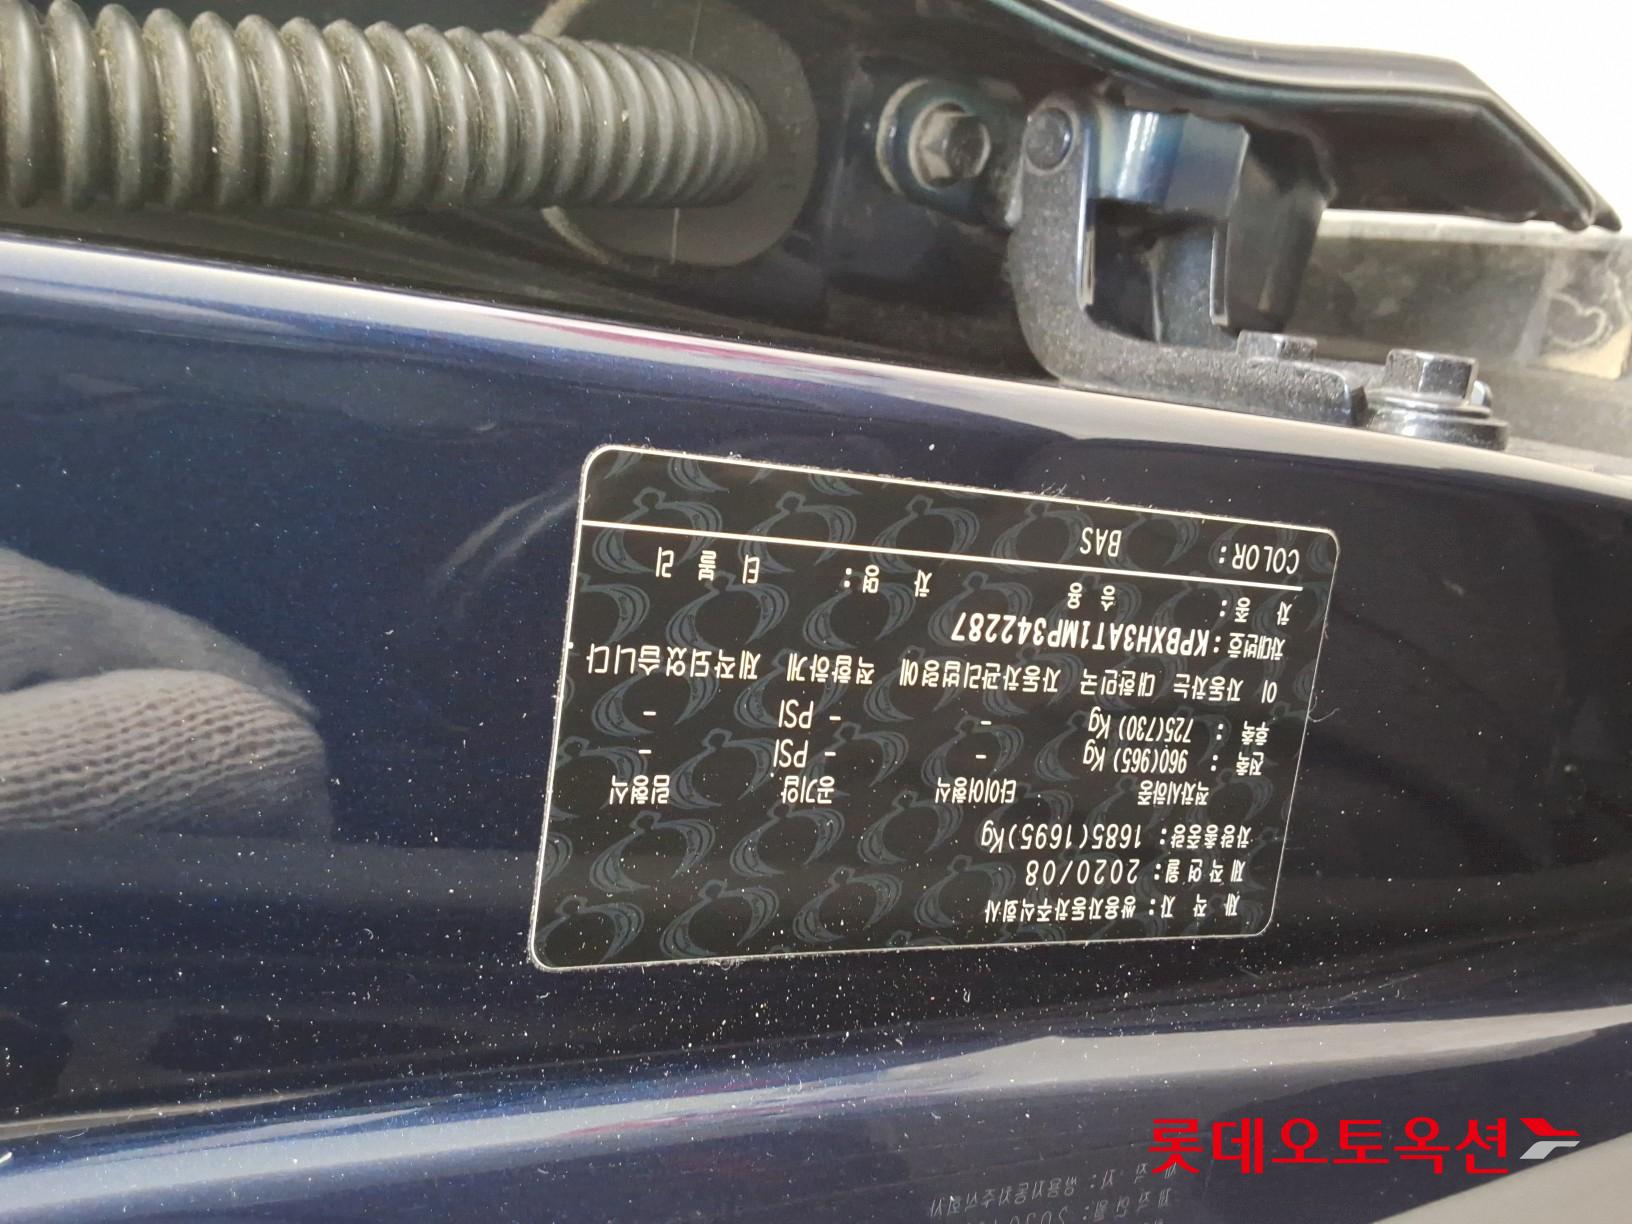 제 작 자: 쌍용자동차주식회사
제작연월: 2020/08
차량총중량: 1685(1695)Kg
적차시하중 타이어형식 공기압 림형식
전축 : 960(965)Kg - - PSI -
후축 : 725(730)Kg - - PSI -
이 자동차는 대한민국 자동차관리법령에 적합하게 제작되었습니다
차대번호:KPBXH3AT1MP342287
차 종: 승 용 차 명: 티 볼 리
COLOR: BAS
롯데오토옥션